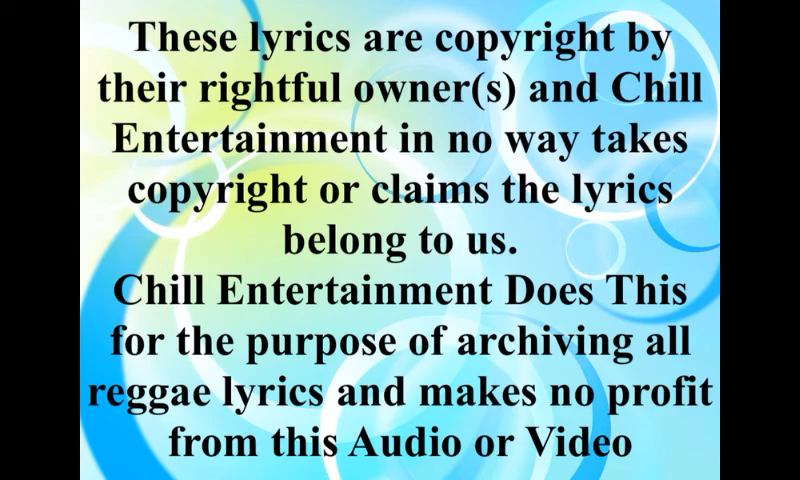 These lyrics are copyright by
their rightful owner(s) and Chill
Entertainment in no way takes
copyright or claims the lyrics
belong to us.
Chill Entertainment Does This
for the purpose of archiving all
reggae lyrics and makes no profit
from this Audio or Video